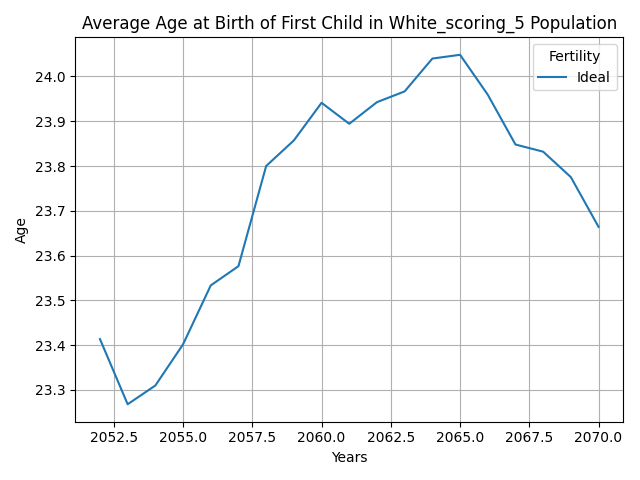 Average Age at Birth of First Child in White_scoring_5 Population
Fertility
Ideal
24.0
23.9
23.8
23.7
23.6
23.5
23.4
23.3
Age
2052.5 2055.0 2057.5 2060.0 2062.5 2065.0 2067.5 2070.0
Years